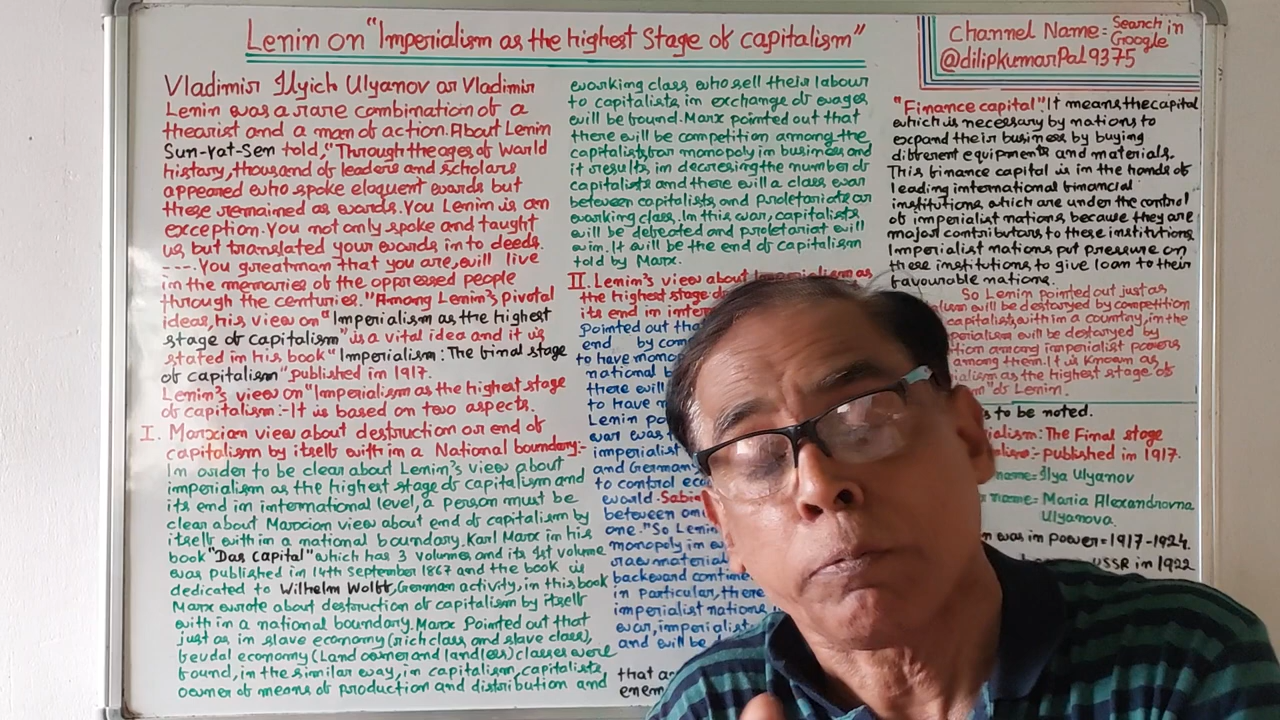 Lenin on "Imperialism as the highest Stage of capitalism"
Channel Name:- Search in
Google
@dilipkumarPal9375
Vladimir Ilyich Ulyanov or Vladimir
Lenin was a rare combination of a
theorist and a man of action. About Lenin
Sun-Yat-Sen told, "Through the ages of world
history, thousand of leaders and scholars
appeared who spoke eloquent words but
these remained as words. You Lenin is an
exception. You not only spoke and taught
us but translated your words in to deeds.
----. You great man that you are, will live
in the memories of the oppressed people
through the centuries." Among Lenin's pivotal
ideas, his view on "Imperialism as the highest
stage of capitalism" is a vital idea and it is
stated in his book "Imperialism: The final stage
of capitalism" published in 1917.
Lenin's view on "Imperialism as the highest stage
of capitalism:- It is based on two aspects.
I. Marxian view about destruction or end of
capitalism by itself with in a National boundary:-
In order to be clear about Lenin's view about
imperialism as the highest stage of capitalism and
its end in international level, a person must be
clear about Marxian view about end of capitalism by
itself within a national boundary. Karl Marx in his
book "Das Capital" which has 3 volumes and its 1st volume
was published in 14th September 1867 and the book is
dedicated to Wilhelm Wolff, German activity, in this book
Marx wrote about destruction of capitalism by itself
with in a national boundary. Marx Pointed out that
just as in slave economy (rich class and slave class),
feudal economy (Land owner and landless) classes were
found, in the similar way, in capitalism, capitalists
owner of means of production and distribution and
working class who sell their labour
to capitalists in exchange of wages
will be found. Marx pointed out that
there will be competition among the
capitalists for monopoly in business and
it results in decreasing the number of
capitalists and there will a class war
between capitalists and proletariate or
working class. In this war, capitalists
will be defeated and proletariat will
win. It will be the end of capitalism
told by Marx.
II. Lenin's view about Imperialism as
the highest stage
its end in
Pointed out that
end by
to have
national
there will
to have
Lenin
war was
imperialist
and German
to control
world.
between
one." So Lenin
monopoly in
raw material
backward
in particular, there
imperialist nations
war, imperialist
and will be
that
"Finance capital" It means the capital
which is necessary by nations to
expand their business by buying
different equipments and materials.
This finance capital is in the hands of
leading international financial
institutions which are under the control
of imperialist nations because they are
major contributors to these institutions.
Imperialist nations put pressure on
these institutions to give loan to their
favourable nations.
So Lenin pointed out just as
will be destroyed by competition
capitalists within a country, in the
will be destroyed by
among imperialist powers
among them. It is known as
as the highest stage of
of Lenin.
to be noted.
The Final stage
:- published in 1917.
name:- Ilya Ulyanov
name:- Maria Alexandrovna
Ulyanova.
was in power:- 1917-1924.
USSR in 1922